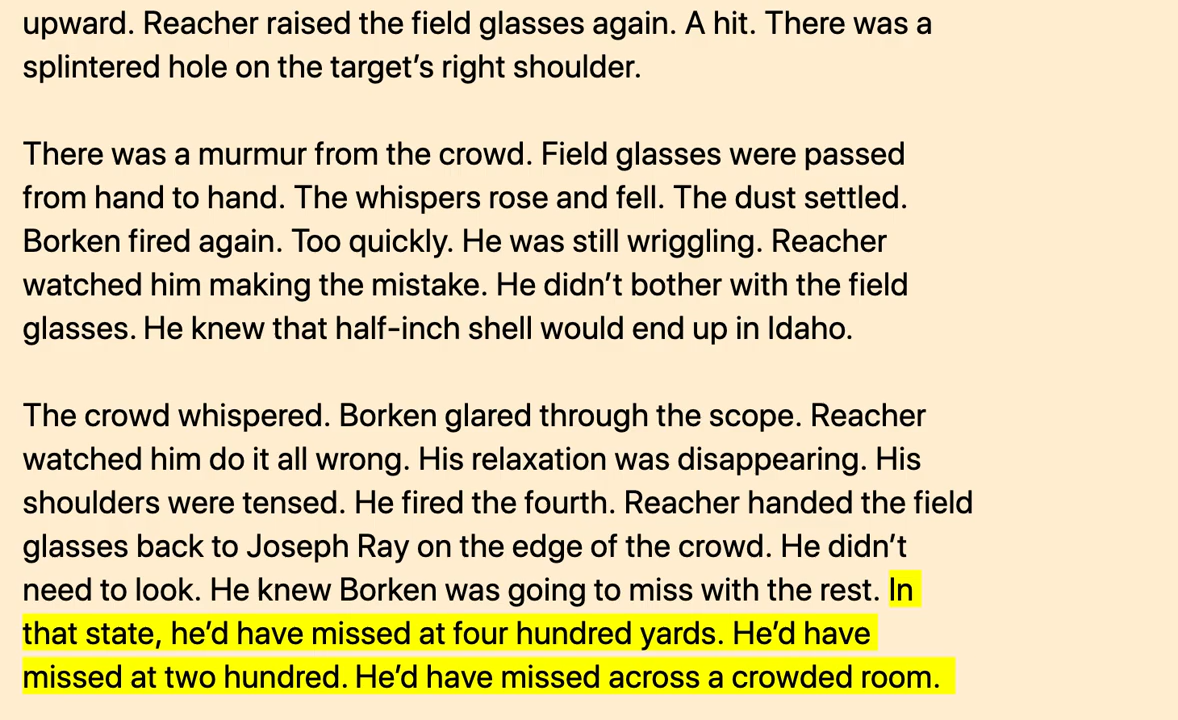 upward. Reacher raised the field glasses again. A hit. There was a
splintered hole on the target’s right shoulder.
There was a murmur from the crowd. Field glasses were passed
from hand to hand. The whispers rose and fell. The dust settled.
Borken fired again. Too quickly. He was still wriggling. Reacher
watched him making the mistake. He didn’t bother with the field
glasses. He knew that half-inch shell would end up in Idaho.
The crowd whispered. Borken glared through the scope. Reacher
watched him do it all wrong. His relaxation was disappearing. His
shoulders were tensed. He fired the fourth. Reacher handed the field
glasses back to Joseph Ray on the edge of the crowd. He didn’t
need to look. He knew Borken was going to miss with the rest. In
that state, he’d have missed at four hundred yards. He’d have
missed at two hundred. He’d have missed across a crowded room.